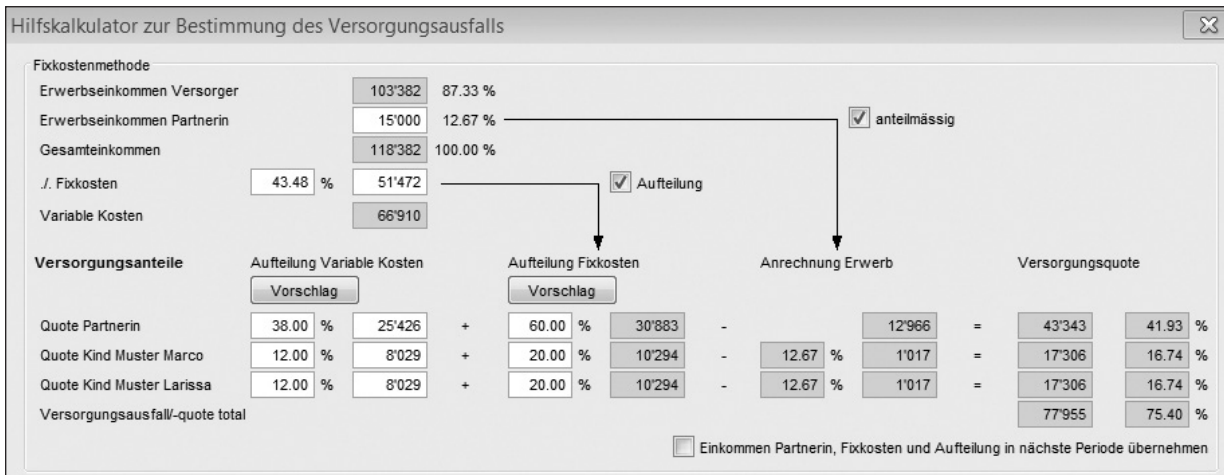 Hilfskalkulator zur Bestimmung des Versorgungsausfalls
Fixkostenmethode
Erwerbseinkommen Versorger 103'382 87.33 %
Erwerbseinkommen Partnerin 15'000 12.67 % anteilmässig
Gesamteinkommen 118'382 100.00 %
./. Fixkosten 43.48 % 51'472 Aufteilung
Variable Kosten 66'910
Versorgungsanteile Aufteilung Variable Kosten Aufteilung Fixkosten Anrechnung Erwerb Versorgungsquote
Vorschlag Vorschlag
Quote Partnerin 38.00 % 25'426 + 60.00 % 30'883 - 12'966 = 43'343 41.93 %
Quote Kind Muster Marco 12.00 % 8'029 + 20.00 % 10'294 - 12.67 % 1'017 = 17'306 16.74 %
Quote Kind Muster Larissa 12.00 % 8'029 + 20.00 % 10'294 - 12.67 % 1'017 = 17'306 16.74 %
Versorgungsausfall/-quote total 77'955 75.40 %
Einkommen Partnerin, Fixkosten und Aufteilung in nächste Periode übernehmen